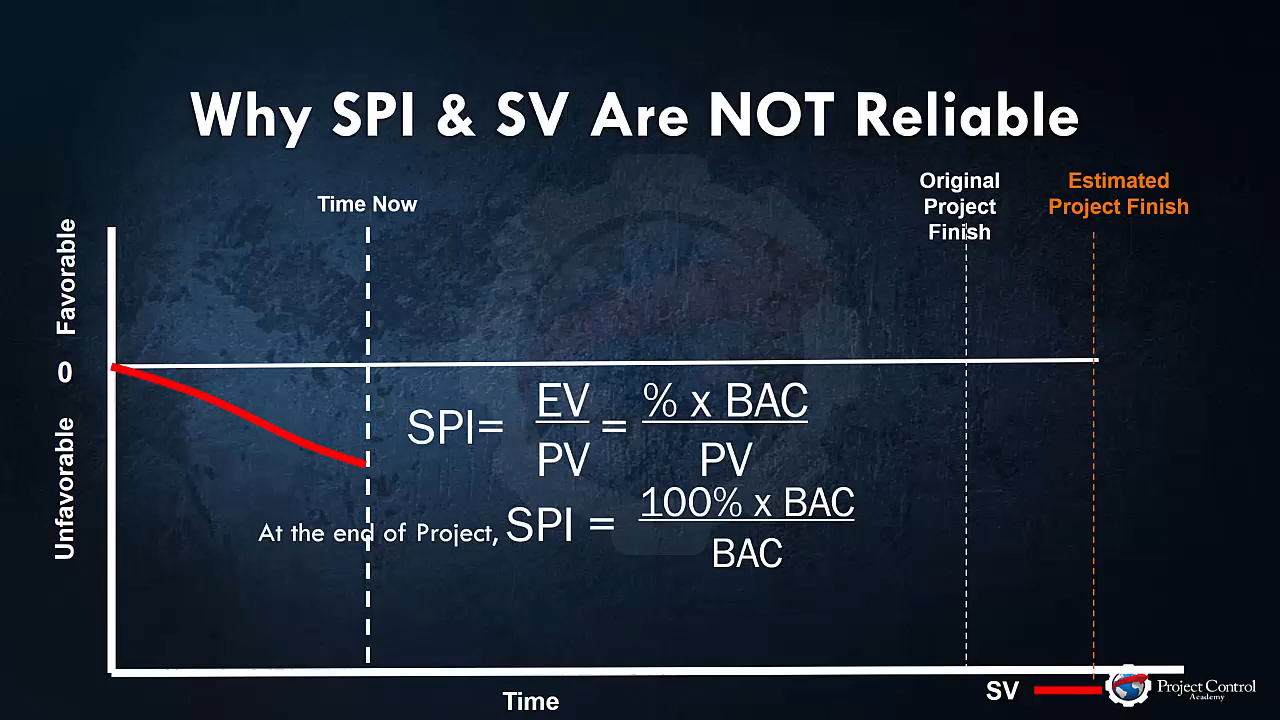 Why SPI & SV Are NOT Reliable
Original
Project
Finish
Estimated
Project Finish
Time Now
Favorable
0
Unfavorable
SPI= EV/PV = % x BAC/PV
At the end of Project, SPI = 100% x BAC/BAC
Time
SV
Project Control
Academy